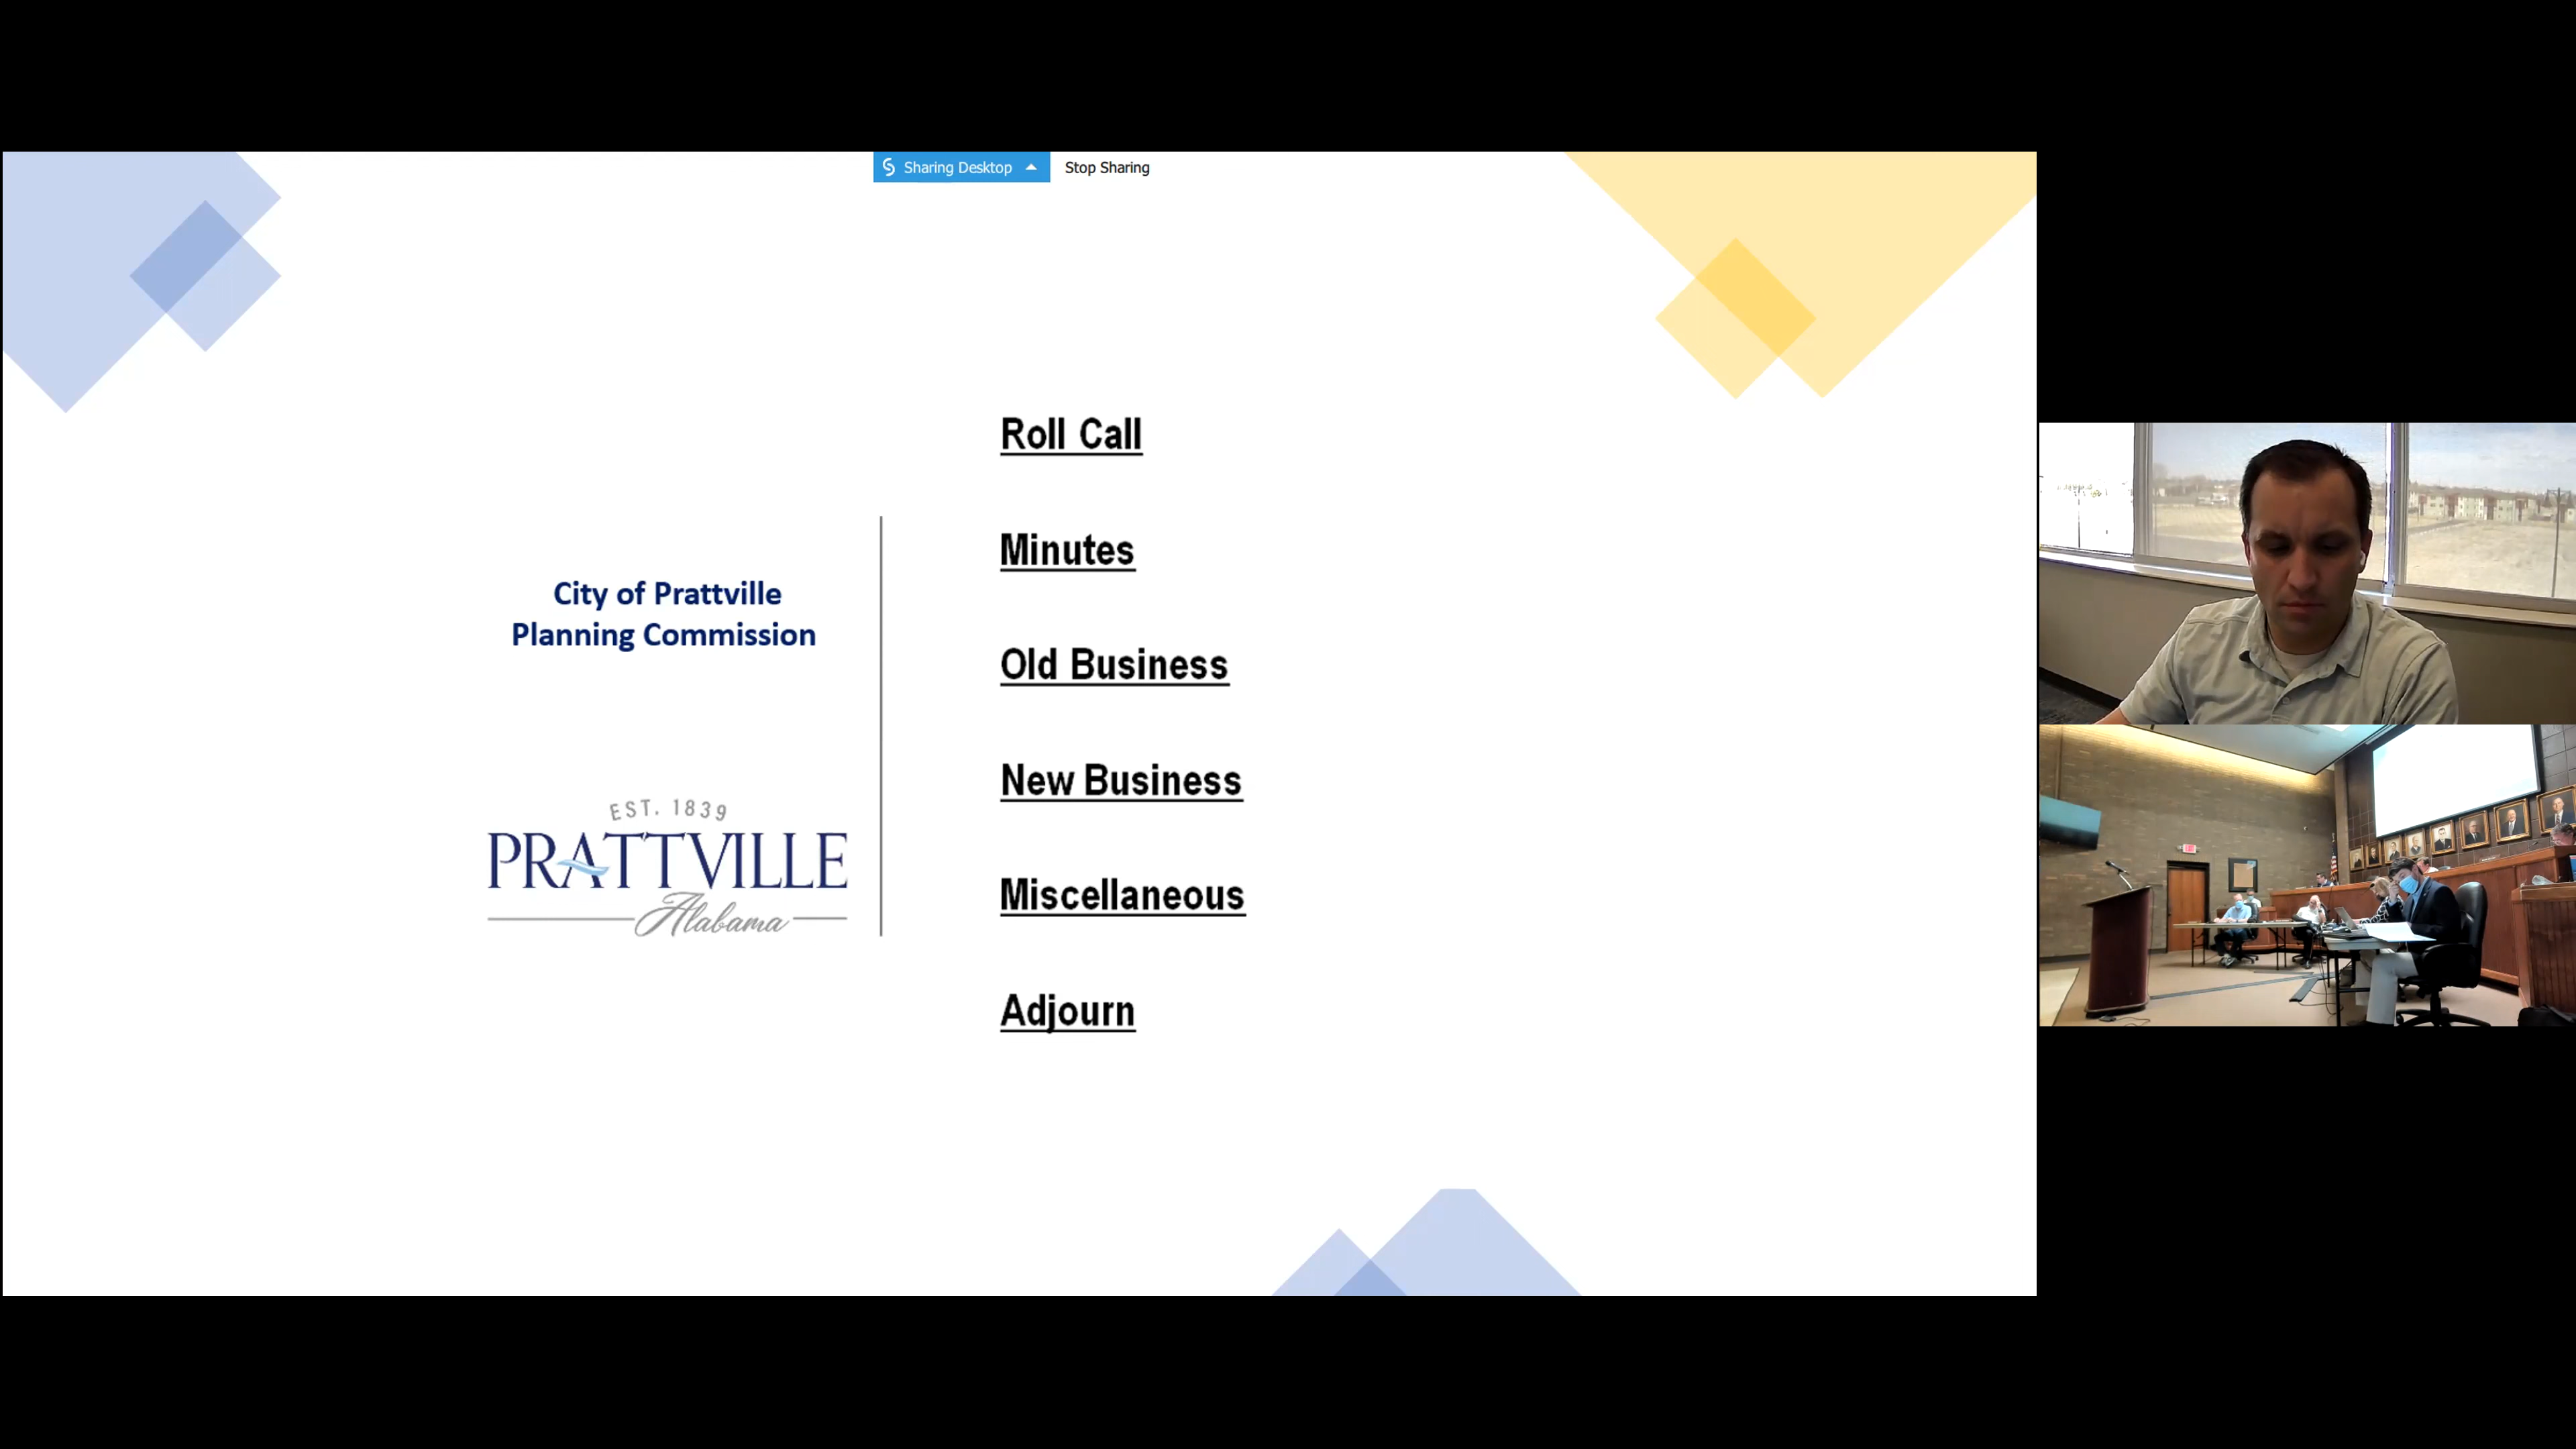 Sharing Desktop Stop Sharing
City of Prattville
Planning Commission
EST. 1839
PRATTVILLE
Alabama
Roll Call
Minutes
Old Business
New Business
Miscellaneous
Adjourn